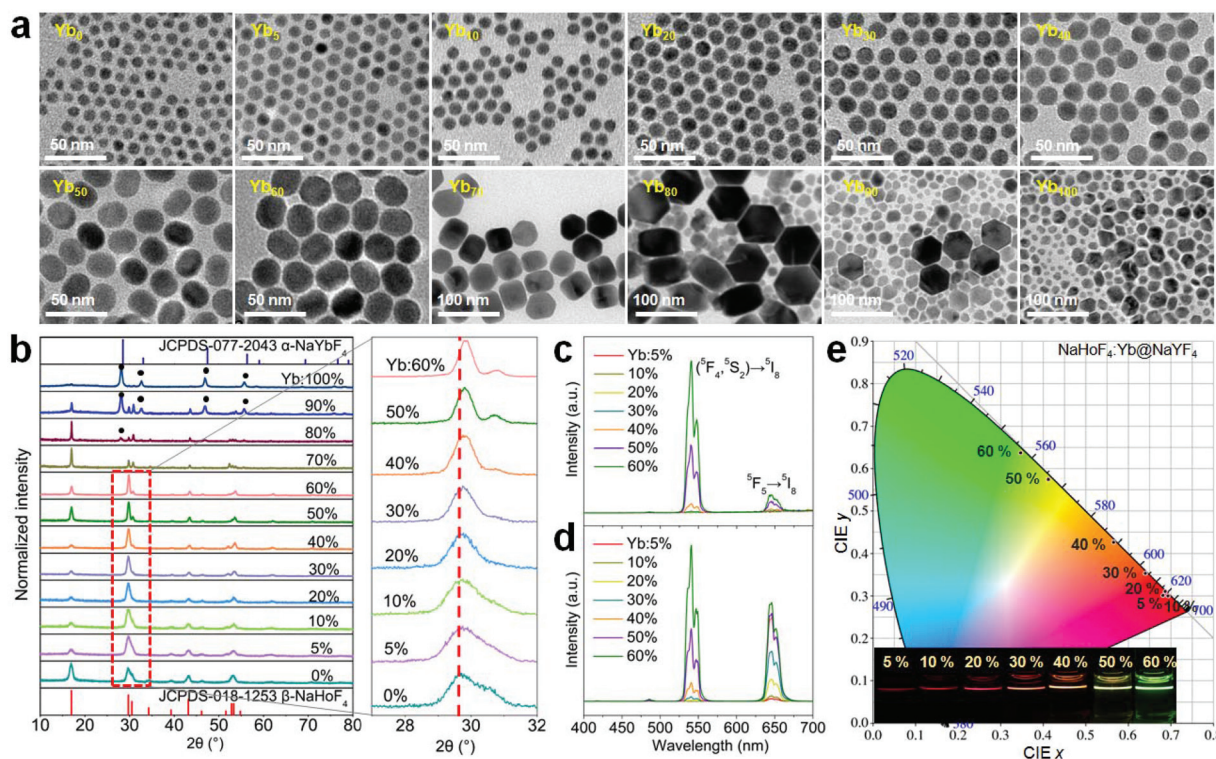 a
Yb₀ Yb₅ Yb₁₀ Yb₂₀ Yb₃₀ Yb₄₀
50 nm 50 nm 50 nm 50 nm 50 nm 50 nm
Yb₅₀ Yb₆₀ Yb₇₀ Yb₈₀ Yb₉₀ Yb₁₀₀
50 nm 50 nm 100 nm 100 nm 100 nm 100 nm
b
Normalized intensity
JCPDS-077-2043 α-NaYbF₄
Yb:100%
90%
80%
70%
60%
50%
40%
30%
20%
10%
5%
0%
JCPDS-018-1253 β-NaHoF₄
10 20 30 40 50 60 70 80
2θ (°)
Yb:60%
50%
40%
30%
20%
10%
5%
0%
28 30 32
2θ (°)
c
Intensity (a.u.)
Yb:5%
10%
20%
30%
40%
50%
60%
(⁵F₄,⁵S₂)→⁵I₈
⁵F₅→⁵I₈
d
Intensity (a.u.)
Yb:5%
10%
20%
30%
40%
50%
60%
400 450 500 550 600 650 700
Wavelength (nm)
e
NaHoF₄:Yb@NaYF₄
CIE y
0.9
0.8
0.7
0.6
0.5
0.4
0.3
0.2
0.1
0.0
520
540
560
580
600
620
700
500
490
60 %
50 %
40 %
30 %
20 %
5 %
5 % 10 % 20 % 30 % 40 % 50 % 60 %
0.0 0.1 0.2 0.3 0.4 0.5 0.6 0.7 0.8
CIE x